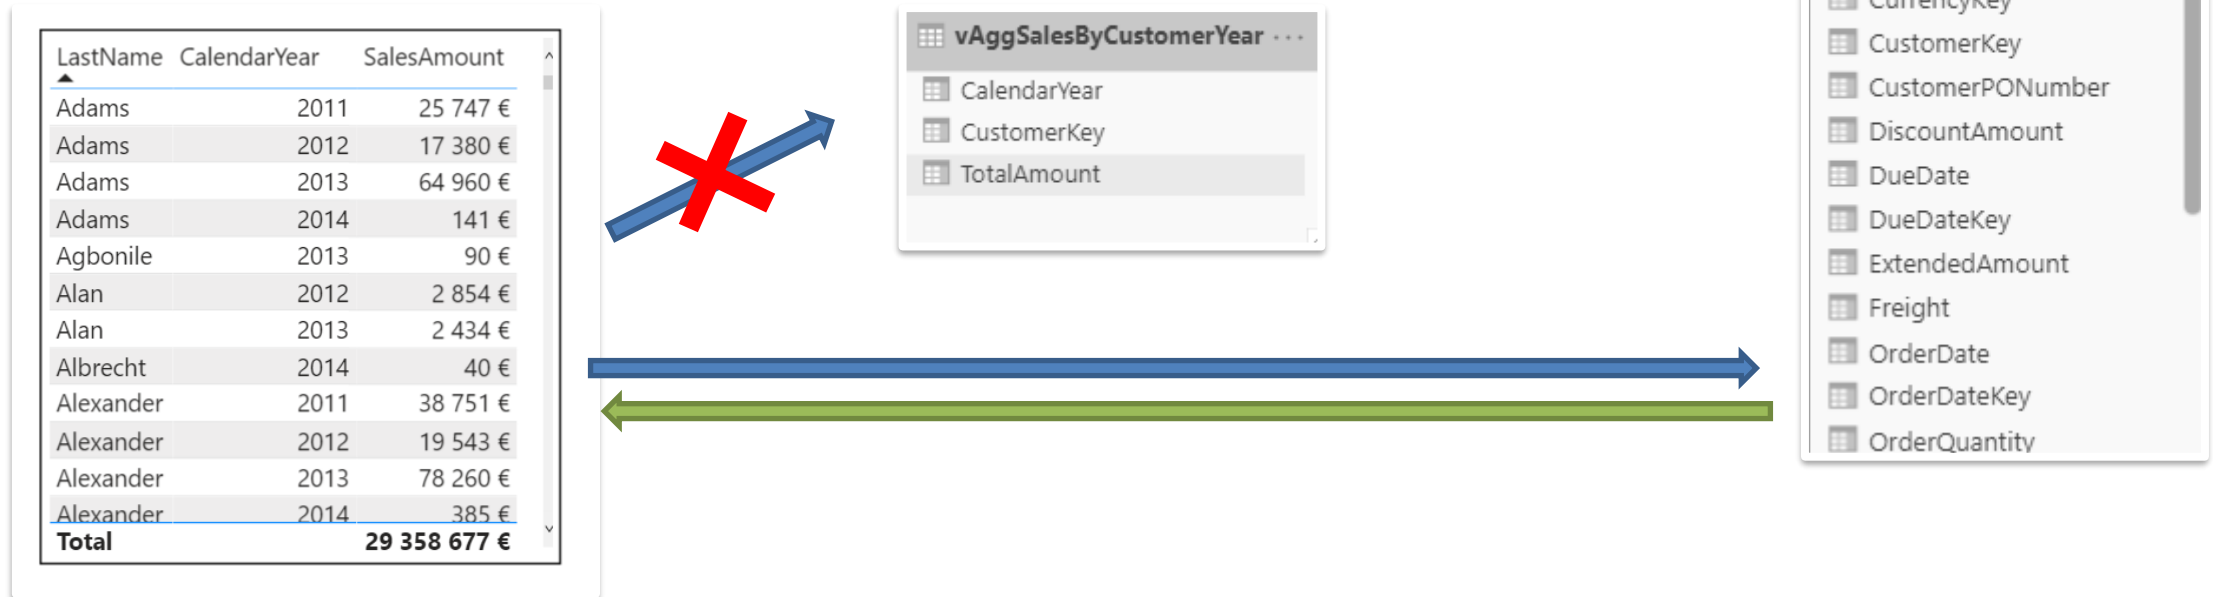 LastName CalendarYear SalesAmount
Adams 2011 25 747 €
Adams 2012 17 380 €
Adams 2013 64 960 €
Adams 2014 141 €
Agbonile 2013 90 €
Alan 2012 2 854 €
Alan 2013 2 434 €
Albrecht 2014 40 €
Alexander 2011 38 751 €
Alexander 2012 19 543 €
Alexander 2013 78 260 €
Alexander 2014 385 €
Total 29 358 677 €
vAggSalesByCustomerYear ...
CalendarYear
CustomerKey
TotalAmount
CurrencyKey
CustomerKey
CustomerPONumber
DiscountAmount
DueDate
DueDateKey
ExtendedAmount
Freight
OrderDate
OrderDateKey
OrderQuantity